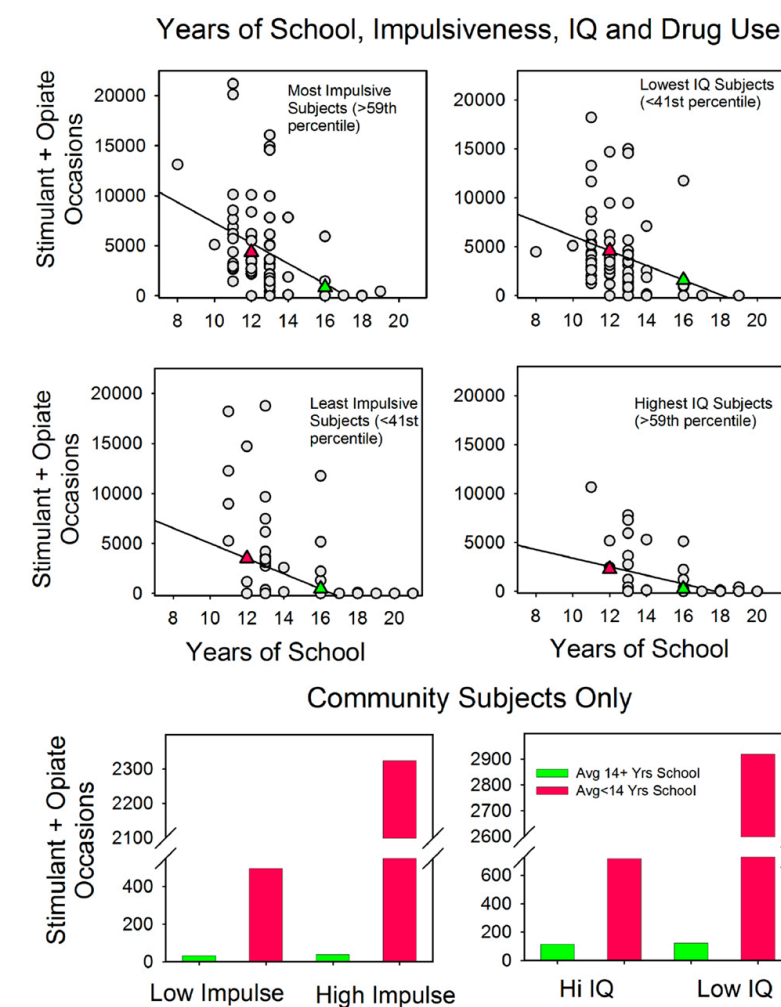 Years of School, Impulsiveness, IQ and Drug Use
Stimulant + Opiate
Occasions
20000
15000
10000
5000
0
8 10 12 14 16 18 20
Most Impulsive
Subjects (>59th
percentile)
20000
15000
10000
5000
0
8 10 12 14 16 18 20
Lowest IQ Subjects
(<41st percentile)
Stimulant + Opiate
Occasions
20000
15000
10000
5000
0
8 10 12 14 16 18 20
Least Impulsive
Subjects (<41st
percentile)
Years of School
20000
15000
10000
5000
0
8 10 12 14 16 18 20
Highest IQ Subjects
(>59th percentile)
Years of School
Community Subjects Only
Stimulant + Opiate
Occasions
2300
2200
2100
400
200
0
Low Impulse High Impulse
2900
2800
2700
2600
600
400
200
0
Avg 14+ Yrs School
Avg<14 Yrs School
Hi IQ Low IQ